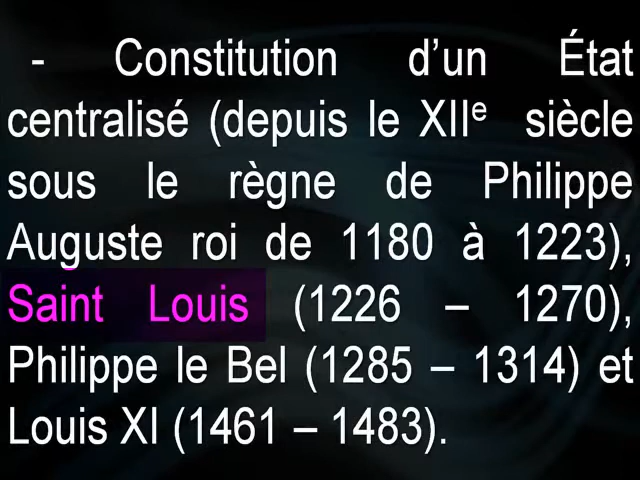 - Constitution d’un État
centralisé (depuis le XIIe siècle
sous le règne de Philippe
Auguste roi de 1180 à 1223),
Saint Louis (1226 – 1270),
Philippe le Bel (1285 – 1314) et
Louis XI (1461 – 1483).